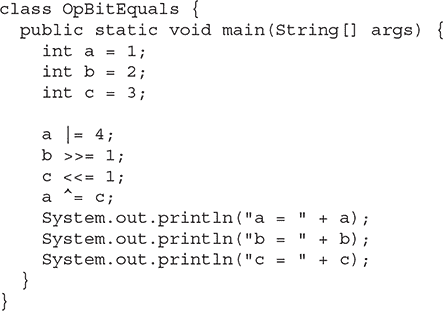 class OpBitEquals {
  public static void main(String[] args) {
    int a = 1;
    int b = 2;
    int c = 3;

    a |= 4;
    b >>= 1;
    c <<= 1;
    a ^= c;
    System.out.println("a = " + a);
    System.out.println("b = " + b);
    System.out.println("c = " + c);
  }
}